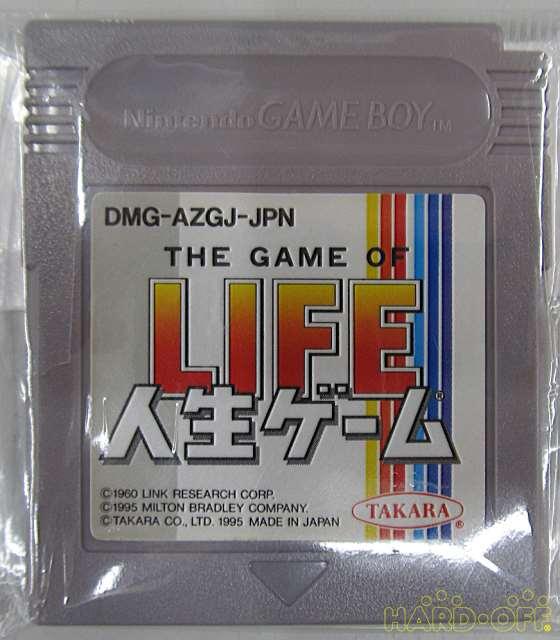 Nintendo GAME BOY TM
DMG-AZGJ-JPN
THE GAME OF
LIFE
人生ゲーム®
©1960 LINK RESEARCH CORP.
©1995 MILTON BRADLEY COMPANY.
©TAKARA CO., LTD. 1995 MADE IN JAPAN
TAKARA®
HARD·OFF